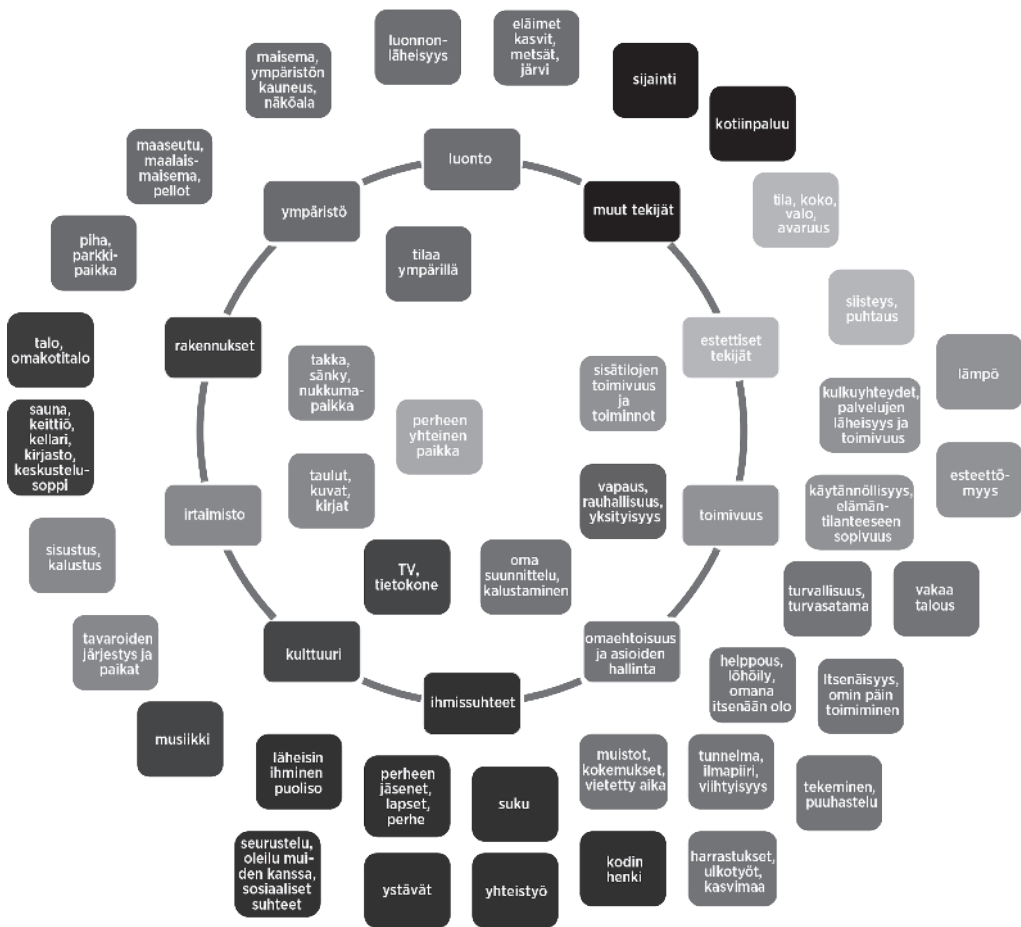 eläimet
kasvit,
metsät,
järvi
luonnon-
läheisyys
maisema,
ympäristön
kauneus,
näköala
sijainti
kotiinpaluu
maaseutu,
maalais-
maisema,
pellot
luonto
ympäristö
muut tekijät
tila, koko,
valo,
avaruus
piha,
parkki-
paikka
tilaa
ympärillä
siisteys,
puhtaus
talo,
omakotitalo
rakennukset
estettiset
tekijät
takka,
sänky,
nukkuma-
paikka
sisätilojen
toimivuus
ja
toiminnot
lämpö
kulkuyhteydet,
palvelujen
läheisyys ja
toimivuus
sauna,
keittiö,
kellari,
kirjasto,
keskustelu-
soppi
perheen
yhteinen
paikka
taulut,
kuvat,
kirjat
vapaus,
rauhallisuus,
yksityisyys
esteettö-
myys
irtaimisto
toimivuus
käytännöllisyys,
elämän-
tilanteeseen
sopivuus
sisustus,
kalustus
TV,
tietokone
oma
suunnittelu,
kalustaminen
turvallisuus,
turvasatama
vakaa
talous
tavaroiden
järjestys ja
paikat
kulttuuri
omaehtoisuus
ja asioiden
hallinta
helppous,
löhöily,
omana
itsenään olo
Itsenäisyys,
omin päin
toimiminen
ihmissuhteet
musiikki
läheisin
ihminen
puoliso
perheen
jäsenet,
lapset,
perhe
suku
muistot,
kokemukset,
vietetty aika
tunnelma,
ilmapiiri,
viihtyisyys
tekeminen,
puuhastelu
seurustelu,
oleilu mui-
den kanssa,
sosiaaliset
suhteet
ystävät
yhteistyö
kodin
henki
harrastukset,
ulkotyöt,
kasvimaa